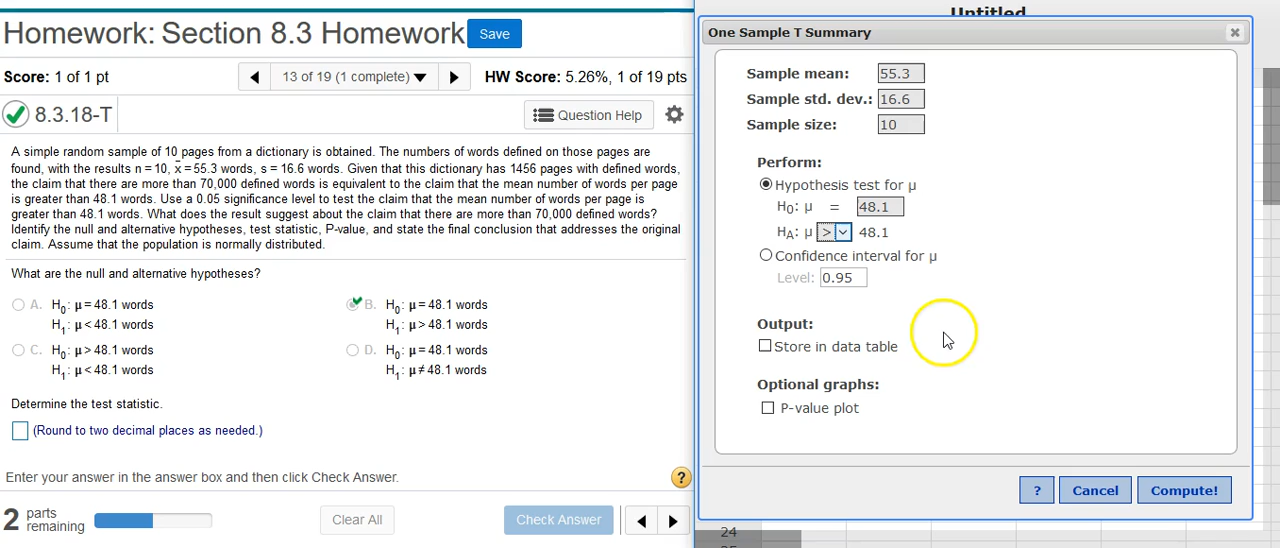 Homework: Section 8.3 Homework
Save
Score: 1 of 1 pt
13 of 19 (1 complete)
HW Score: 5.26%, 1 of 19 pts
8.3.18-T
Question Help
A simple random sample of 10 pages from a dictionary is obtained. The numbers of words defined on those pages are
found, with the results n = 10, x̄ = 55.3 words, s = 16.6 words. Given that this dictionary has 1456 pages with defined words,
the claim that there are more than 70,000 defined words is equivalent to the claim that the mean number of words per page
is greater than 48.1 words. Use a 0.05 significance level to test the claim that the mean number of words per page is
greater than 48.1 words. What does the result suggest about the claim that there are more than 70,000 defined words?
Identify the null and alternative hypotheses, test statistic, P-value, and state the final conclusion that addresses the original
claim. Assume that the population is normally distributed.
What are the null and alternative hypotheses?
A. H0: μ = 48.1 words
H1: μ < 48.1 words
B. H0: μ = 48.1 words
H1: μ > 48.1 words
C. H0: μ > 48.1 words
H1: μ < 48.1 words
D. H0: μ = 48.1 words
H1: μ ≠ 48.1 words
Determine the test statistic.
(Round to two decimal places as needed.)
Enter your answer in the answer box and then click Check Answer.
?
2 parts
remaining
Clear All
Check Answer
Untitled
One Sample T Summary
Sample mean: 55.3
Sample std. dev.: 16.6
Sample size: 10
Perform:
Hypothesis test for μ
H0: μ = 48.1
HA: μ > 48.1
Confidence interval for μ
Level: 0.95
Output:
Store in data table
Optional graphs:
P-value plot
? Cancel Compute!
24